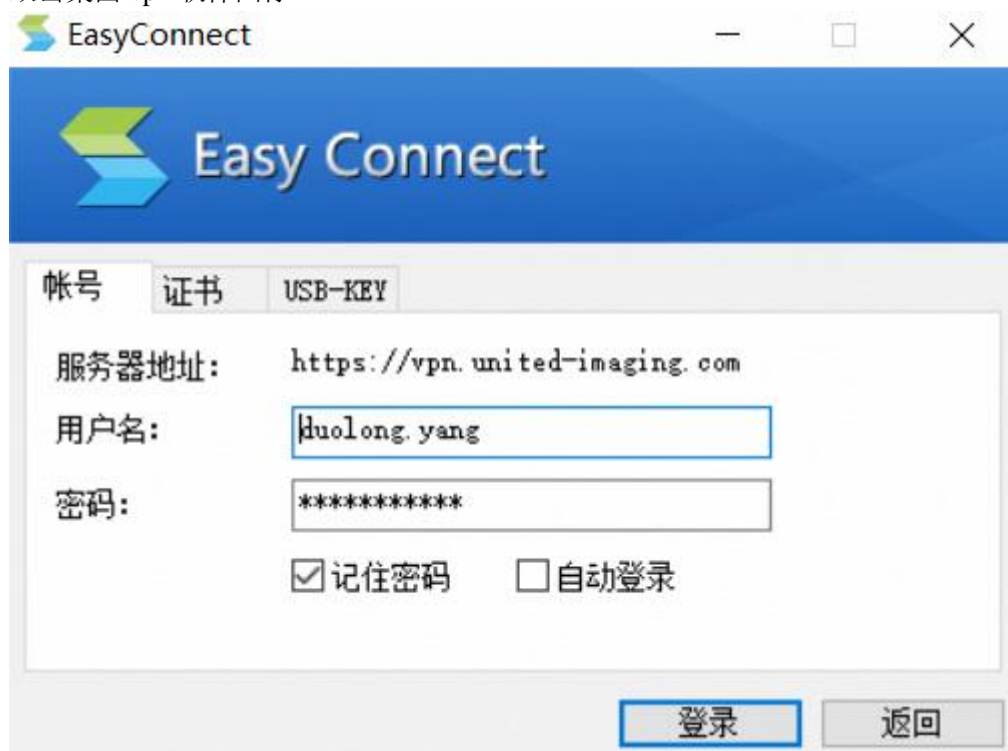 EasyConnect
Easy Connect
帐号 证书 USB-KEY
服务器地址: https://vpn.united-imaging.com
用户名: duolong.yang
密码: ***********
记住密码 自动登录
登录 返回